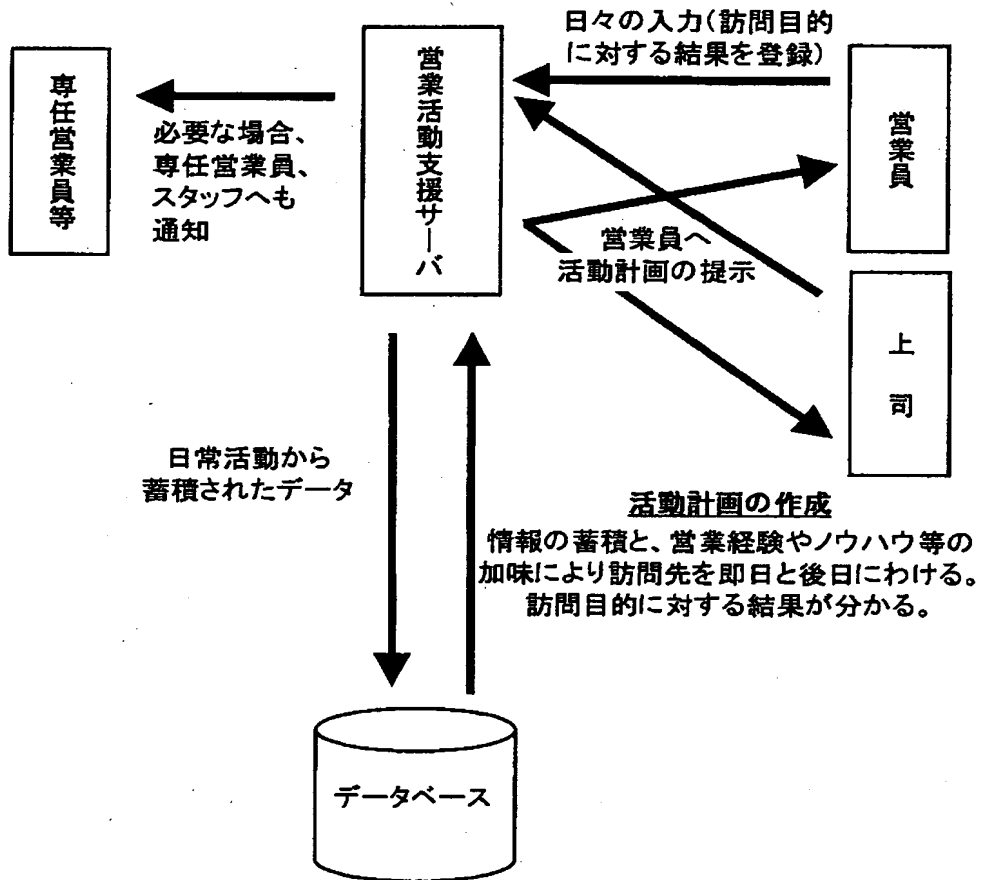 専任営業員等
必要な場合、
専任営業員、
スタッフへも
通知
営業活動支援サーバ
日々の入力(訪問目的
に対する結果を登録)
営業員
営業員へ
活動計画の提示
上司
日常活動から
蓄積されたデータ
活動計画の作成
情報の蓄積と、営業経験やノウハウ等の
加味により訪問先を即日と後日にわける。
訪問目的に対する結果が分かる。
データベース